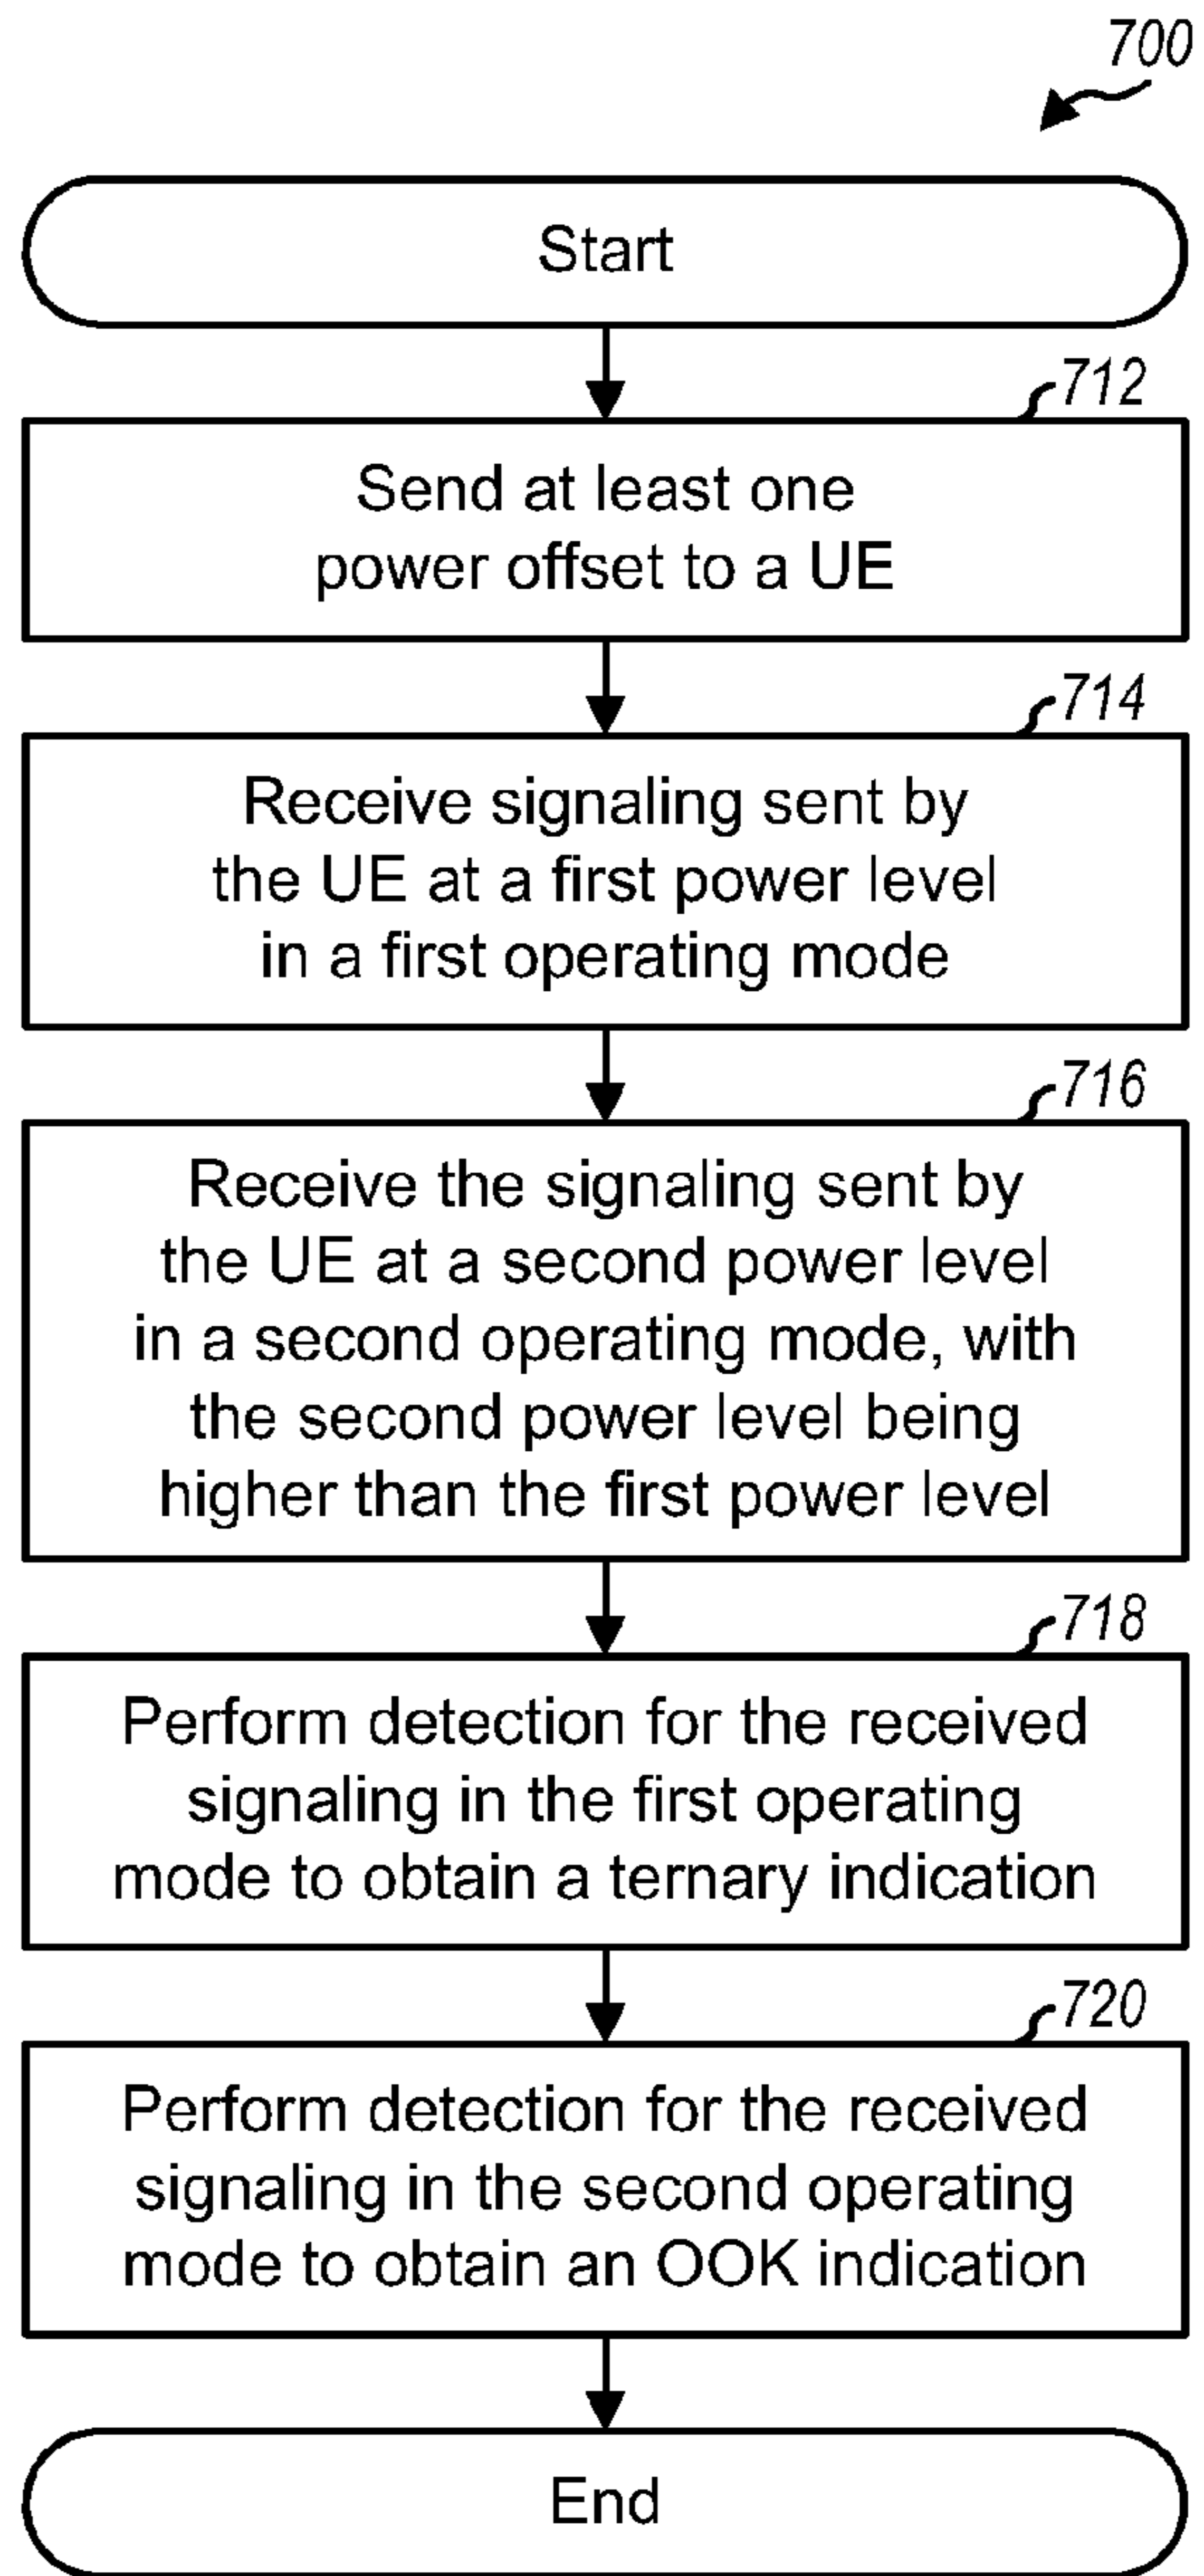 700
Start
712
Send at least one
power offset to a UE
714
Receive signaling sent by
the UE at a first power level
in a first operating mode
716
Receive the signaling sent by
the UE at a second power level
in a second operating mode, with
the second power level being
higher than the first power level
718
Perform detection for the received
signaling in the first operating
mode to obtain a ternary indication
720
Perform detection for the received
signaling in the second operating
mode to obtain an OOK indication
End